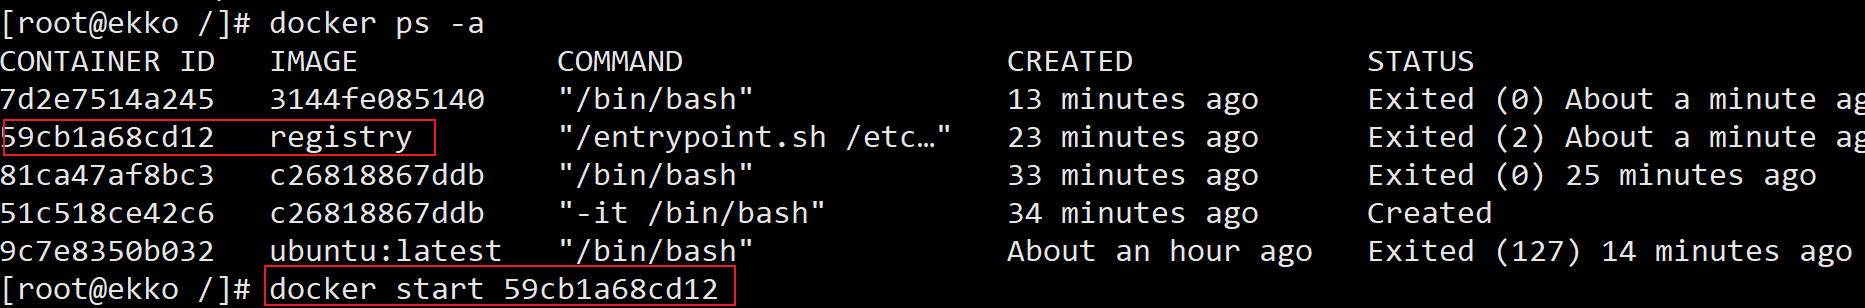 [root@ekko /]# docker ps -a
CONTAINER ID   IMAGE          COMMAND                  CREATED             STATUS
7d2e7514a245   3144fe085140   "/bin/bash"              13 minutes ago      Exited (0) About a minute ag
59cb1a68cd12   registry       "/entrypoint.sh /etc…"   23 minutes ago      Exited (2) About a minute ag
81ca47af8bc3   c26818867ddb   "/bin/bash"              33 minutes ago      Exited (0) 25 minutes ago
51c518ce42c6   c26818867ddb   "-it /bin/bash"          34 minutes ago      Created
9c7e8350b032   ubuntu:latest  "/bin/bash"              About an hour ago   Exited (127) 14 minutes ago
[root@ekko /]# docker start 59cb1a68cd12